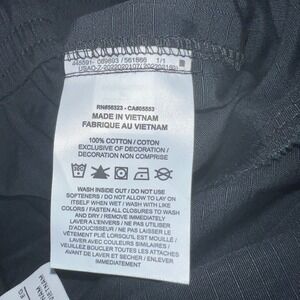 RN#56323 - CA#05553
MADE IN VIETNAM
FABRIQUE AU VIETNAM
100% COTTON / COTON
EXCLUSIVE OF DECORATION /
DECORATION NON COMPRISE
WASH INSIDE OUT / DO NOT USE
SOFTENERS / DO NOT ALLOW TO LAY ON
ITSELF WHEN WET / WASH WITH LIKE
COLORS / FASTEN ALL CLOSURES TO WASH
AND DRY / REMOVE IMMEDIATELY
LAVER A L'ENVERS / NE PAS UTILISER
D'ADOUCISSEUR / NE PAS LAISSER LE
VÊTEMENT PLIÉ LORSQU'IL EST MOUILLÉ /
LAVER AVEC COULEURS SIMILAIRES /
VEUILLEZ BOUCLER TOUTES LES ATTACHES
AVANT DE LAVER ET SECHER / ENLEVER
IMMEDIATEMENT